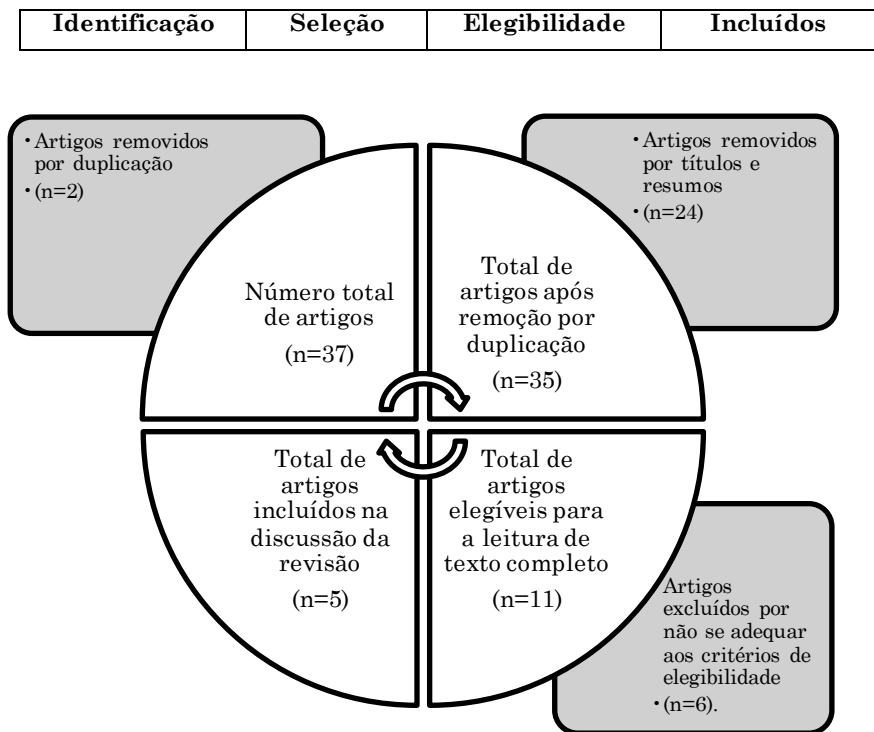 Identificação Seleção Elegibilidade Incluídos
• Artigos removidos
por duplicação
• (n=2)
• Artigos removidos
por títulos e
resumos
• (n=24)
Número total
de artigos
(n=37)
Total de
artigos após
remoção por
duplicação
(n=35)
Total de
artigos
incluídos na
discussão da
revisão
(n=5)
Total de
artigos
elegíveis para
a leitura de
texto completo
(n=11)
Artigos
excluídos por
não se adequar
aos critérios de
elegibilidade
• (n=6).